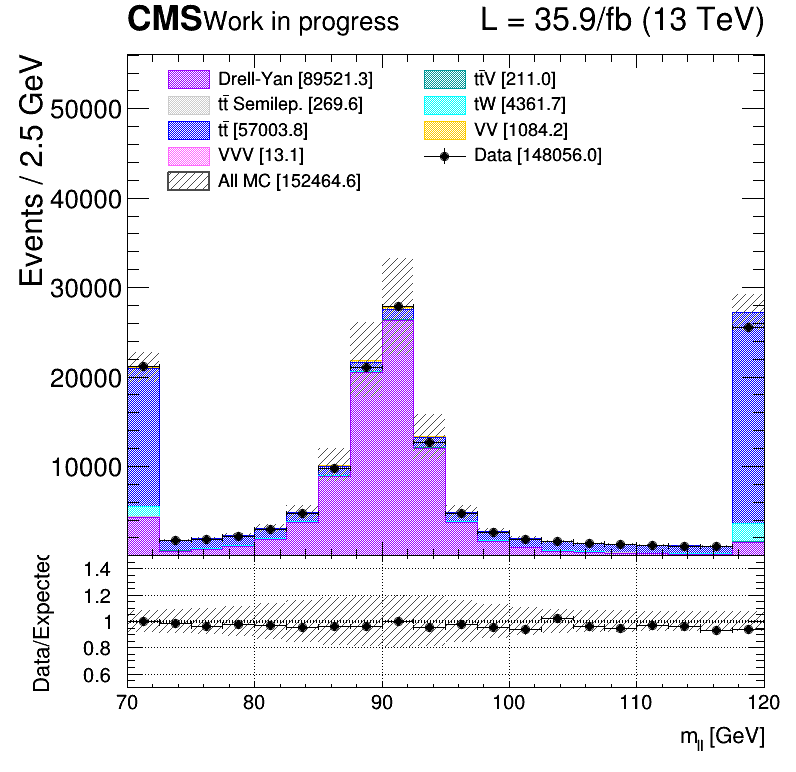 CMS Work in progress L = 35.9/fb (13 TeV)
Events / 2.5 GeV
50000
40000
30000
20000
10000
Drell-Yan [89521.3]
tt̄ Semilep. [269.6]
tt̄ [57003.8]
VVV [13.1]
All MC [152464.6]
tt̄V [211.0]
tW [4361.7]
VV [1084.2]
Data [148056.0]
Data/Expected
1.4
1.2
1
0.8
0.6
70 80 90 100 110 120
m_ll [GeV]